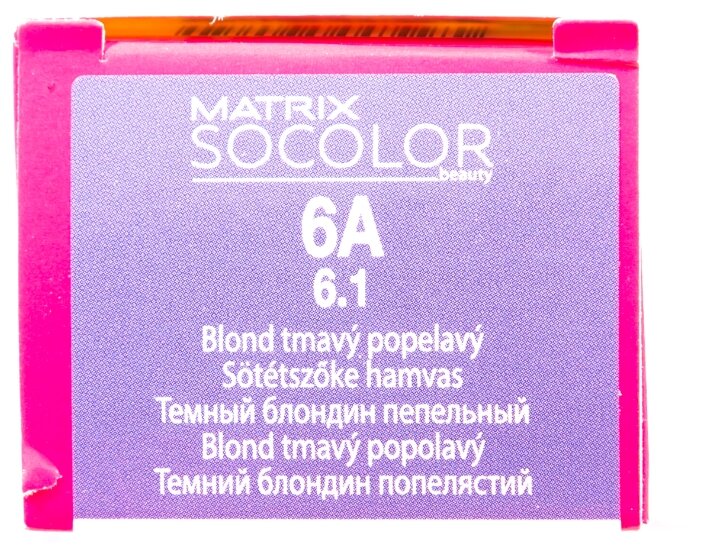 MATRIX
SOCOLOR
beauty
6A
6.1
Blond tmavý popelavý
Sötétszőke hamvas
Темный блондин пепельный
Blond tmavý popolavý
Темний блондин попелястий